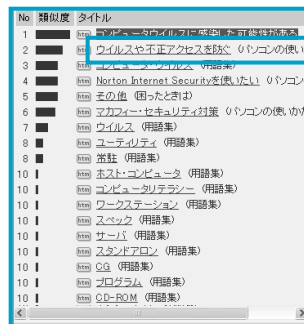 No 類似度 タイトル
1 htm コンピュータウイルスに感染した可能性がある
2 htm ウイルスや不正アクセスを防ぐ (パソコンの使い
3 htm コンピュータ・ウイルス (用語集)
4 htm Norton Internet Securityを使いたい (パソコン
5 htm その他 (困ったときは)
6 htm マカフィー・セキュリティ対策 (パソコンの使いか
7 htm ウイルス (用語集)
8 htm ユーティリティ (用語集)
8 htm 常駐 (用語集)
10 htm ホスト・コンピュータ (用語集)
10 htm コンピュータリテラシー (用語集)
10 htm ワークステーション (用語集)
10 htm スペック (用語集)
10 htm サーバ (用語集)
10 htm スタンドアロン (用語集)
10 htm CG (用語集)
10 htm プログラム (用語集)
10 htm CD-ROM (用語集)